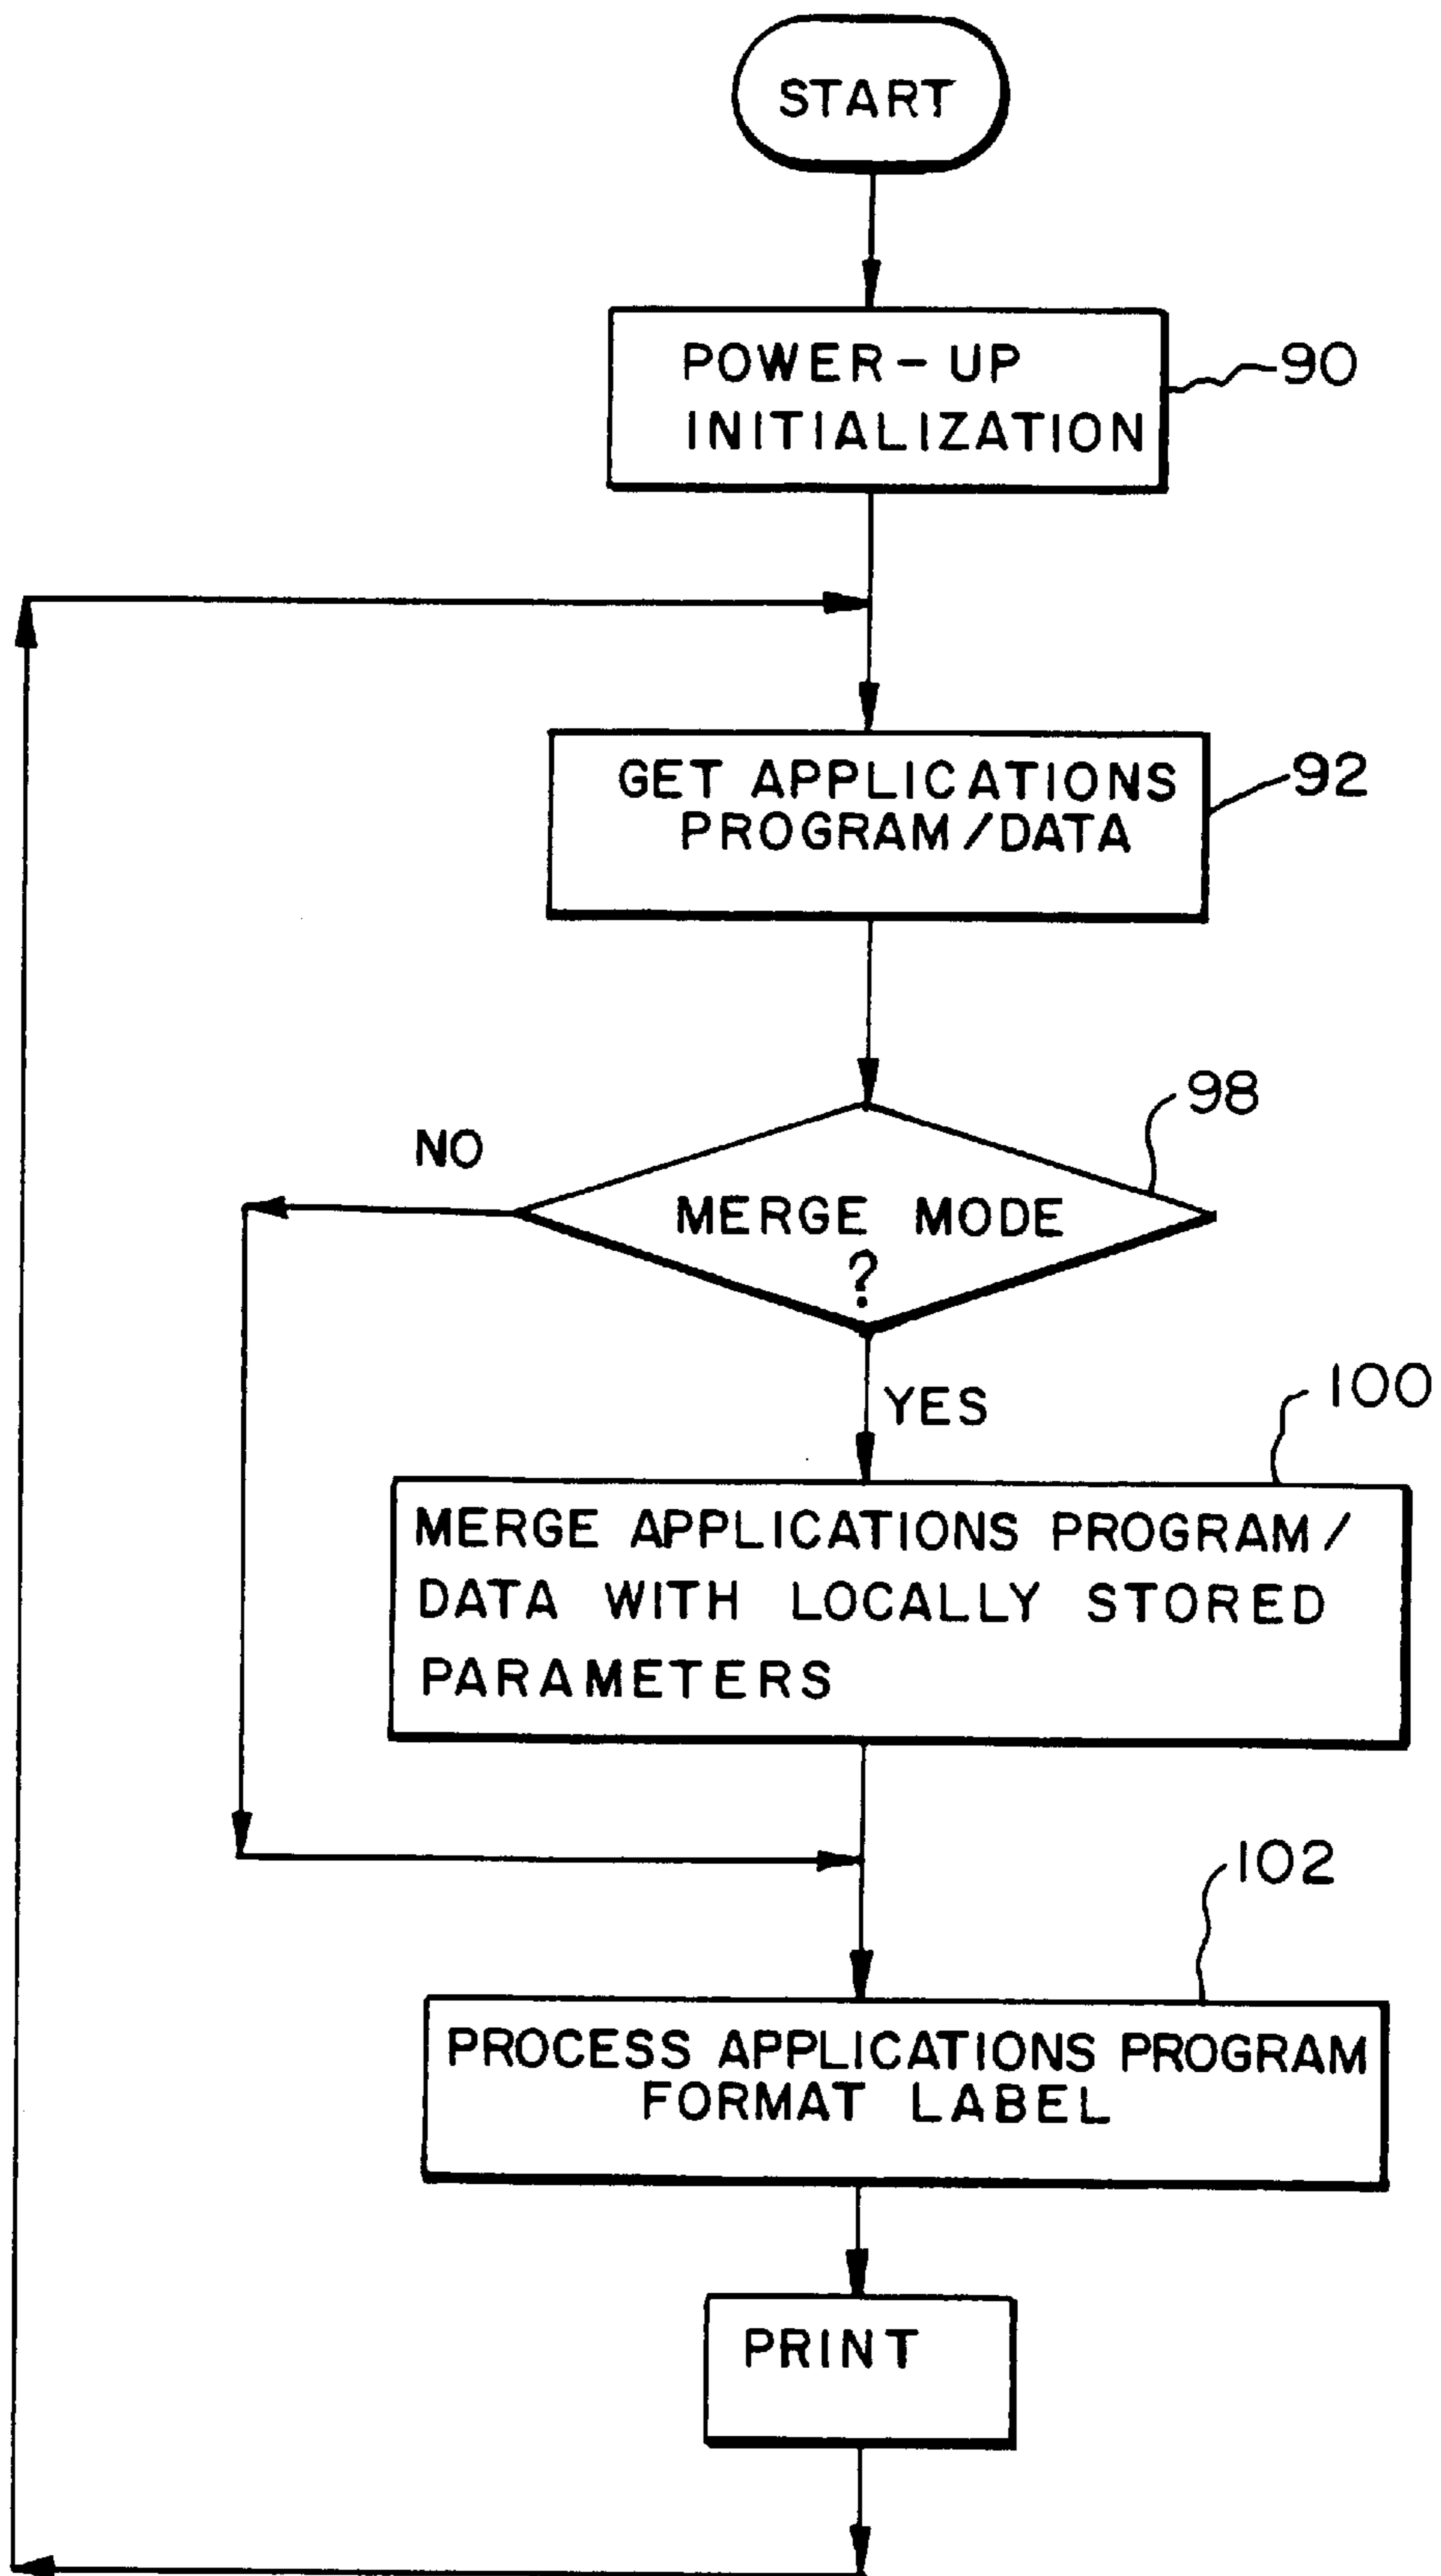 START
POWER-UP
INITIALIZATION
90
GET APPLICATIONS
PROGRAM/DATA
92
98
NO
MERGE MODE
?
YES
100
MERGE APPLICATIONS PROGRAM/
DATA WITH LOCALLY STORED
PARAMETERS
102
PROCESS APPLICATIONS PROGRAM
FORMAT LABEL
PRINT